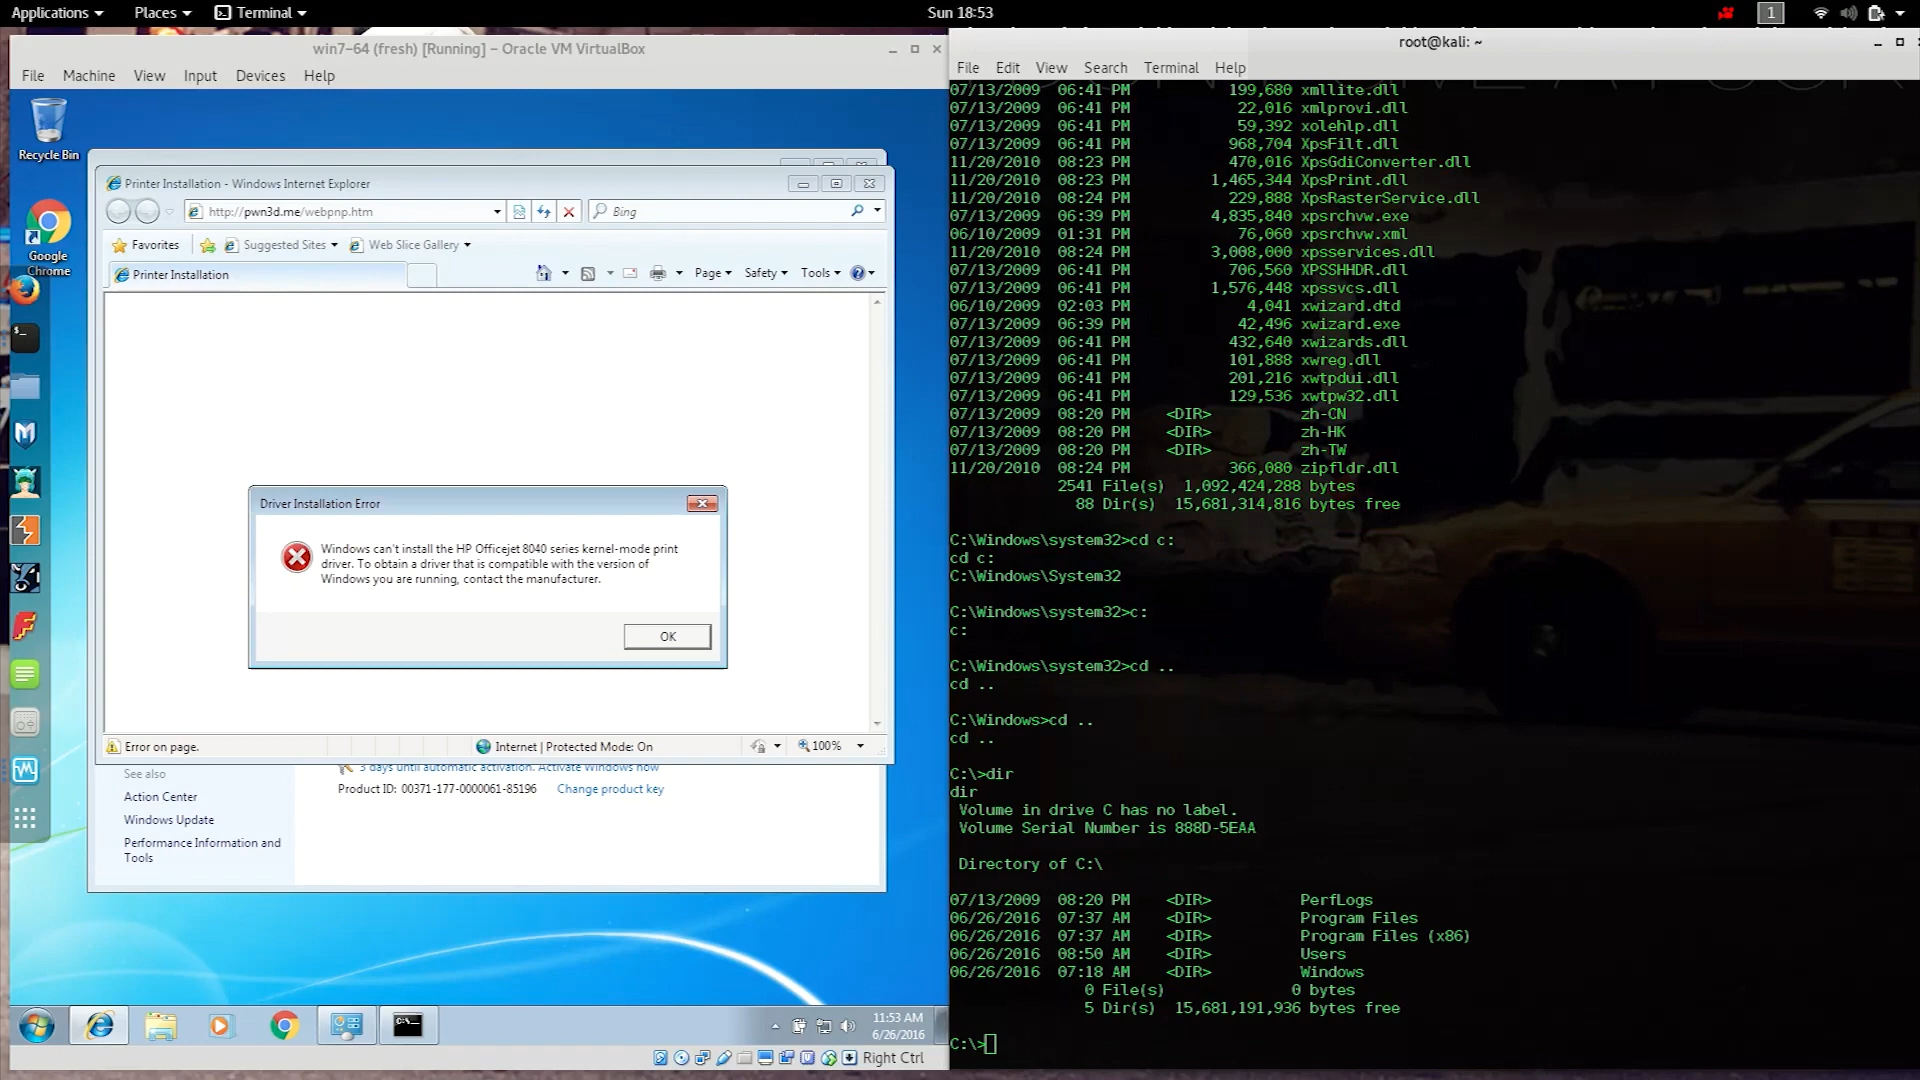 Applications Places Terminal Sun 18:53 1
win7-64 (fresh) [Running] - Oracle VM VirtualBox
File Machine View Input Devices Help
Recycle Bin
Google
Chrome
Printer Installation - Windows Internet Explorer
http://pwn3d.me/webpnp.htm Bing
Favorites Suggested Sites Web Slice Gallery
Printer Installation Page Safety Tools
Driver Installation Error
Windows can't install the HP Officejet 8040 series kernel-mode print
driver. To obtain a driver that is compatible with the version of
Windows you are running, contact the manufacturer.
OK
Error on page. Internet | Protected Mode: On 100%
See also
3 days until automatic activation. Activate Windows now
Action Center
Product ID: 00371-177-0000061-85196 Change product key
Windows Update
Performance Information and
Tools
11:53 AM
6/26/2016
Right Ctrl
root@kali: ~
File Edit View Search Terminal Help
07/13/2009 06:41 PM 199,680 xmllite.dll
07/13/2009 06:41 PM 22,016 xmlprovi.dll
07/13/2009 06:41 PM 59,392 xolehlp.dll
07/13/2009 06:41 PM 968,704 XpsFilt.dll
11/20/2010 08:23 PM 470,016 XpsGdiConverter.dll
11/20/2010 08:23 PM 1,465,344 XpsPrint.dll
11/20/2010 08:24 PM 229,888 XpsRasterService.dll
07/13/2009 06:39 PM 4,835,840 xpsrchvw.exe
06/10/2009 01:31 PM 76,060 xpsrchvw.xml
11/20/2010 08:24 PM 3,008,000 xpsservices.dll
07/13/2009 06:41 PM 706,560 XPSSHHDR.dll
07/13/2009 06:41 PM 1,576,448 xpssvcs.dll
06/10/2009 02:03 PM 4,041 xwizard.dtd
07/13/2009 06:39 PM 42,496 xwizard.exe
07/13/2009 06:41 PM 432,640 xwizards.dll
07/13/2009 06:41 PM 101,888 xwreg.dll
07/13/2009 06:41 PM 201,216 xwtpdui.dll
07/13/2009 06:41 PM 129,536 xwtpw32.dll
07/13/2009 08:20 PM <DIR> zh-CN
07/13/2009 08:20 PM <DIR> zh-HK
07/13/2009 08:20 PM <DIR> zh-TW
11/20/2010 08:24 PM 366,080 zipfldr.dll
2541 File(s) 1,092,424,288 bytes
88 Dir(s) 15,681,314,816 bytes free
C:\Windows\system32>cd c:
cd c:
C:\Windows\System32
C:\Windows\system32>c:
c:
C:\Windows\system32>cd ..
cd ..
C:\Windows>cd ..
cd ..
C:\>dir
dir
Volume in drive C has no label.
Volume Serial Number is 888D-5EAA
Directory of C:\
07/13/2009 08:20 PM <DIR> PerfLogs
06/26/2016 07:37 AM <DIR> Program Files
06/26/2016 07:37 AM <DIR> Program Files (x86)
06/26/2016 08:50 AM <DIR> Users
06/26/2016 07:18 AM <DIR> Windows
0 File(s) 0 bytes
5 Dir(s) 15,681,191,936 bytes free
C:\>